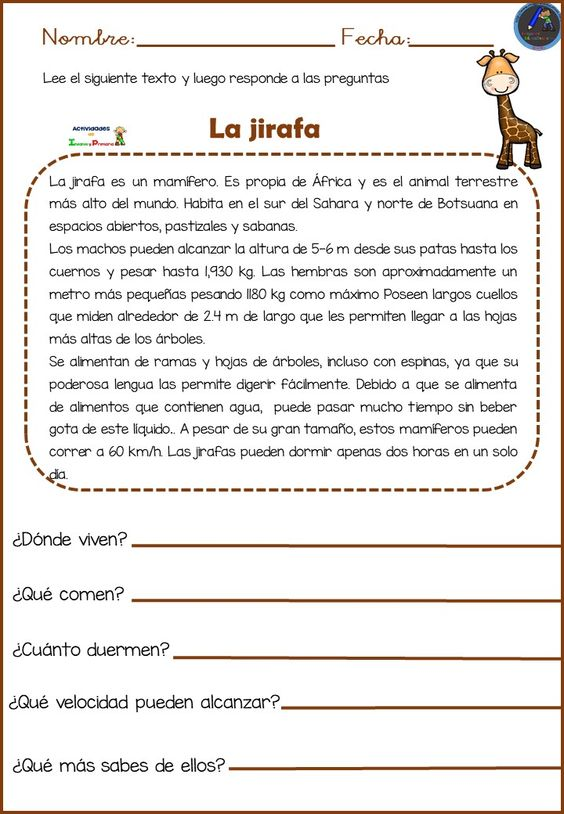 Nombre:_______________ Fecha:_______
Lee el siguiente texto y luego responde a las preguntas
Actividades
de
Infantil y Primaria
La jirafa
La jirafa es un mamífero. Es propia de África y es el animal terrestre
más alto del mundo. Habita en el sur del Sahara y norte de Botsuana en
espacios abiertos, pastizales y sabanas.
Los machos pueden alcanzar la altura de 5-6 m desde sus patas hasta los
cuernos y pesar hasta 1,930 kg. Las hembras son aproximadamente un
metro más pequeñas pesando 1180 kg como máximo Poseen largos cuellos
que miden alrededor de 2.4 m de largo que les permiten llegar a las hojas
más altas de los árboles.
Se alimentan de ramas y hojas de árboles, incluso con espinas, ya que su
poderosa lengua las permite digerir fácilmente. Debido a que se alimenta
de alimentos que contienen agua, puede pasar mucho tiempo sin beber
gota de este líquido.. A pesar de su gran tamaño, estos mamíferos pueden
correr a 60 km/h. Las jirafas pueden dormir apenas dos horas en un solo
día.
¿Dónde viven?
¿Qué comen?
¿Cuánto duermen?
¿Qué velocidad pueden alcanzar?
¿Qué más sabes de ellos?